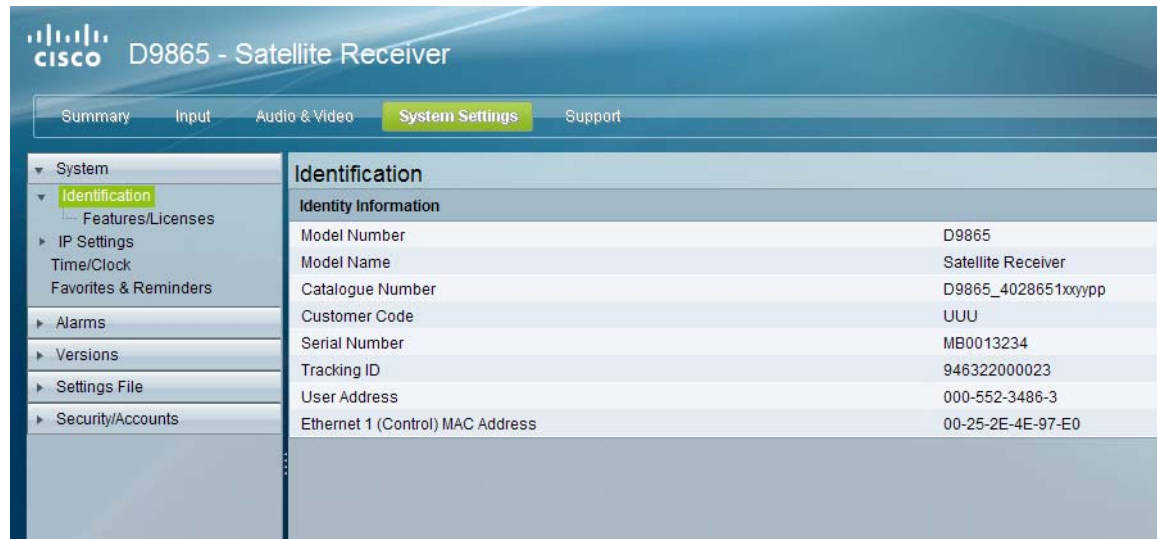 CISCO
D9865 - Satellite Receiver
Summary Input Audio & Video System Settings Support
System
Identification
Features/Licenses
IP Settings
Time/Clock
Favorites & Reminders
Alarms
Versions
Settings File
Security/Accounts
Identification
Identity Information
Model Number D9865
Model Name Satellite Receiver
Catalogue Number D9865_4028651xxyypp
Customer Code UUU
Serial Number MB0013234
Tracking ID 946322000023
User Address 000-552-3486-3
Ethernet 1 (Control) MAC Address 00-25-2E-4E-97-E0